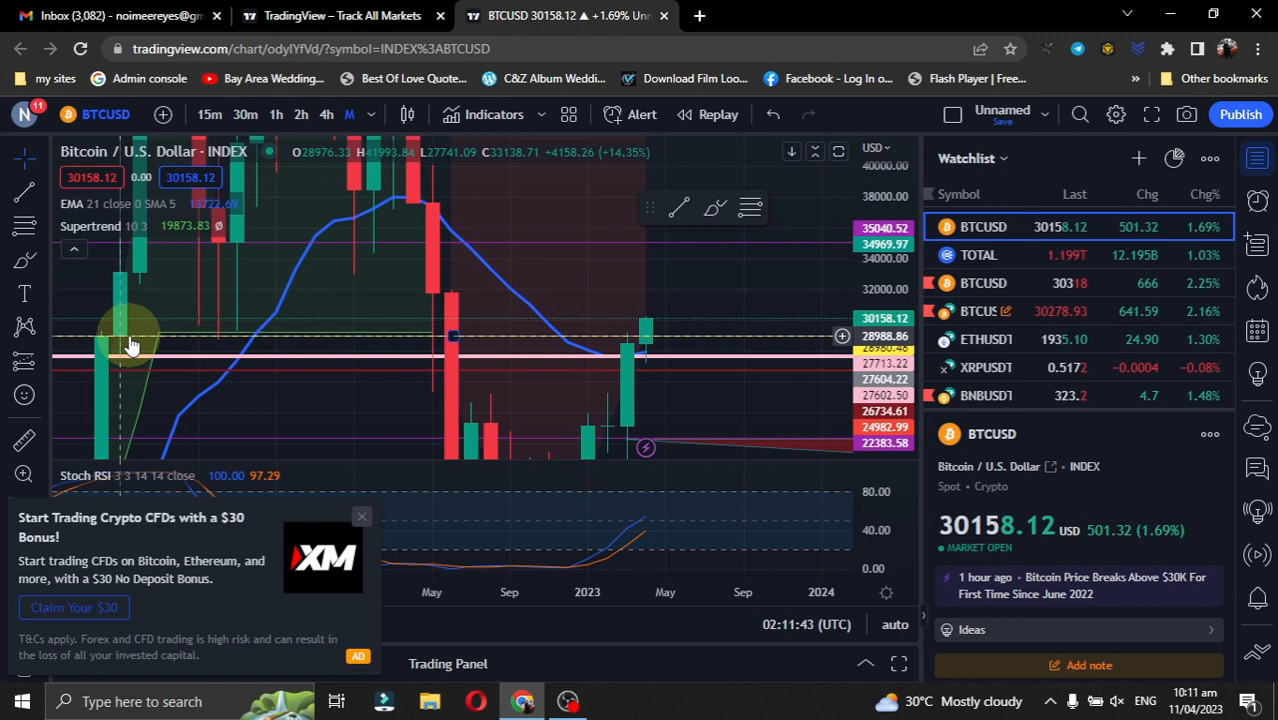 Inbox (3,082) - noimeereyes@gm
TradingView – Track All Markets
BTCUSD 30158.12 ▲ +1.69% Unn
tradingview.com/chart/odylYfVd/?symbol=INDEX%3ABTCUSD
my sites
Admin console
Bay Area Wedding...
Best Of Love Quote...
C&Z Album Weddin...
Download Film Loo...
Facebook - Log In o...
Flash Player | Free...
»
Other bookmarks
N
11
BTCUSD
15m 30m 1h 2h 4h M
Indicators
Alert
Replay
Unnamed
Save
Publish
Bitcoin / U.S. Dollar · INDEX
O28976.33 H41993.84 L27741.09 C33138.71 +4158.26 (+14.35%)
30158.12 0.00 30158.12
EMA 21 close 0 SMA 5 13722.69
Supertrend 10 3 19873.83 Ø
USD
40000.00
38000.00
35040.52
34969.97
34000.00
32000.00
30158.12
28988.86
28980.48
27713.22
27604.22
27602.50
26734.61
24982.99
22383.58
Stoch RSI 3 3 14 14 close 100.00 97.29
80.00
40.00
0.00
May Sep 2023 May Sep 2024
02:11:43 (UTC)
auto
Trading Panel
Start Trading Crypto CFDs with a $30
Bonus!
Start trading CFDs on Bitcoin, Ethereum, and
more, with a $30 No Deposit Bonus.
XM
Claim Your $30
T&Cs apply. Forex and CFD trading is high risk and can result in
the loss of all your invested capital.
AD
Watchlist
Symbol Last Chg Chg%
BTCUSD 30158.12 501.32 1.69%
TOTAL 1.199T 12.195B 1.03%
BTCUSD 30318 666 2.25%
BTCUS 30278.93 641.59 2.16%
ETHUSDT 1935.10 24.90 1.30%
XRPUSDT 0.5172 -0.0004 -0.08%
BNBUSDT 323.2 4.7 1.48%
BTCUSD
Bitcoin / U.S. Dollar · INDEX
Spot · Crypto
30158.12 USD 501.32 (1.69%)
MARKET OPEN
1 hour ago · Bitcoin Price Breaks Above $30K For
First Time Since June 2022
Ideas
Add note
Type here to search
30°C Mostly cloudy
ENG
10:11 am
11/04/2023
1